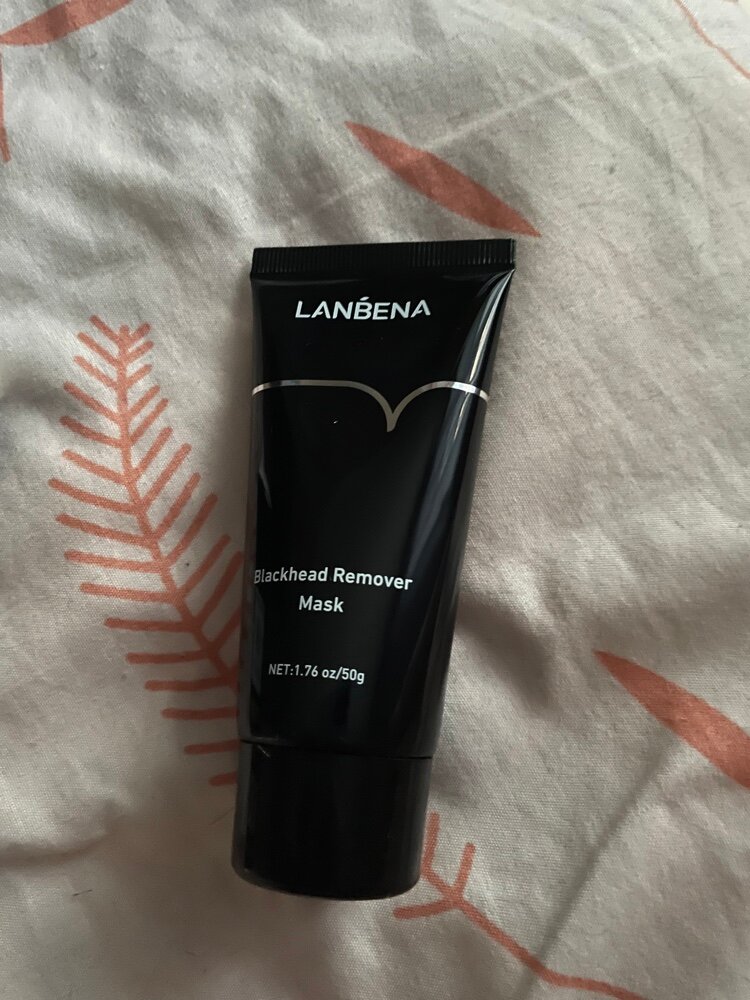 LANBENA
Blackhead Remover
Mask
NET:1.76 oz/50g